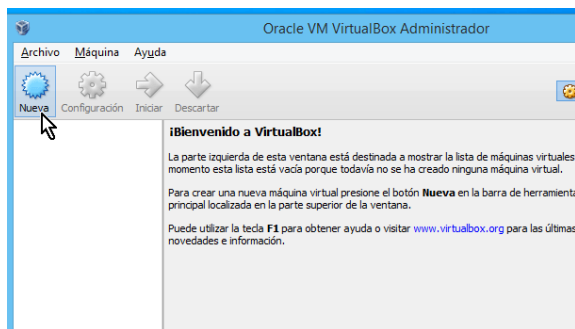 Oracle VM VirtualBox Administrador
Archivo Máquina Ayuda
Nueva Configuración Iniciar Descartar
¡Bienvenido a VirtualBox!
La parte izquierda de esta ventana está destinada a mostrar la lista de máquinas virtuales
momento esta lista está vacía porque todavía no se ha creado ninguna máquina virtual.
Para crear una nueva máquina virtual presione el botón Nueva en la barra de herramienta
principal localizada en la parte superior de la ventana.
Puede utilizar la tecla F1 para obtener ayuda o visitar www.virtualbox.org para las últimas
novedades e información.